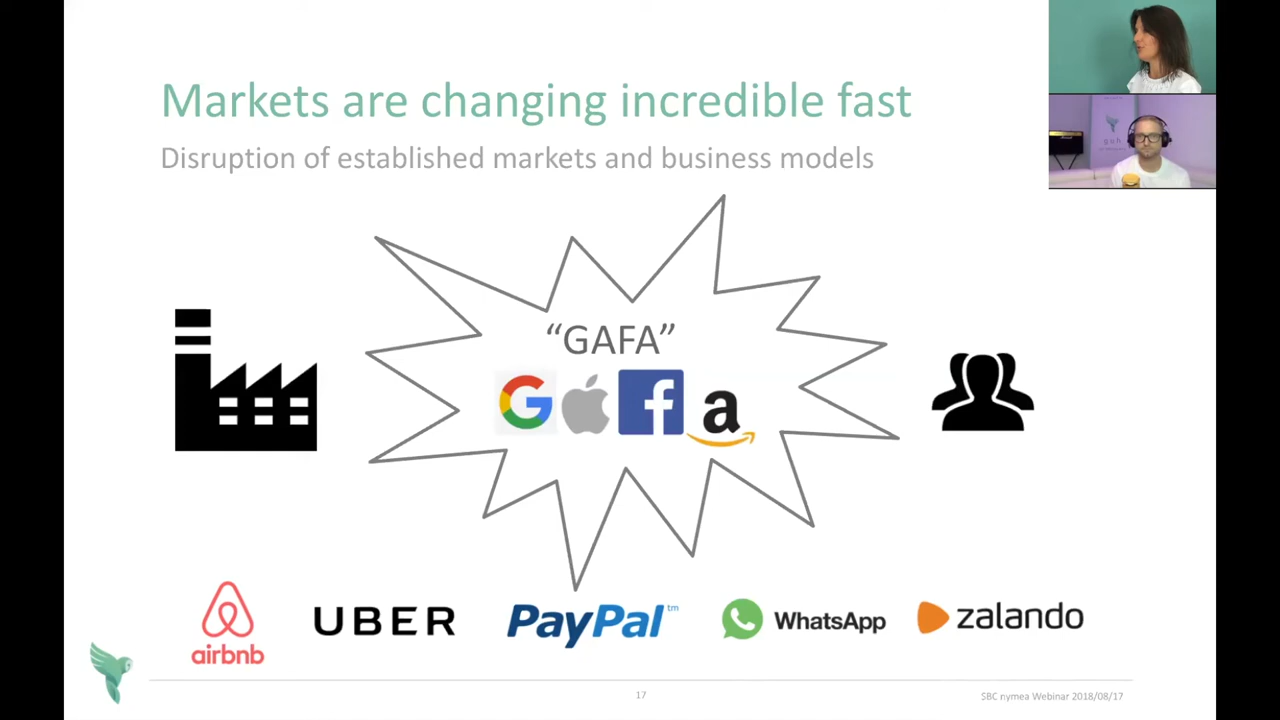 Markets are changing incredible fast
Disruption of established markets and business models
“GAFA”
airbnb
UBER
PayPal™
WhatsApp
zalando
17
SBC nymea Webinar 2018/08/17